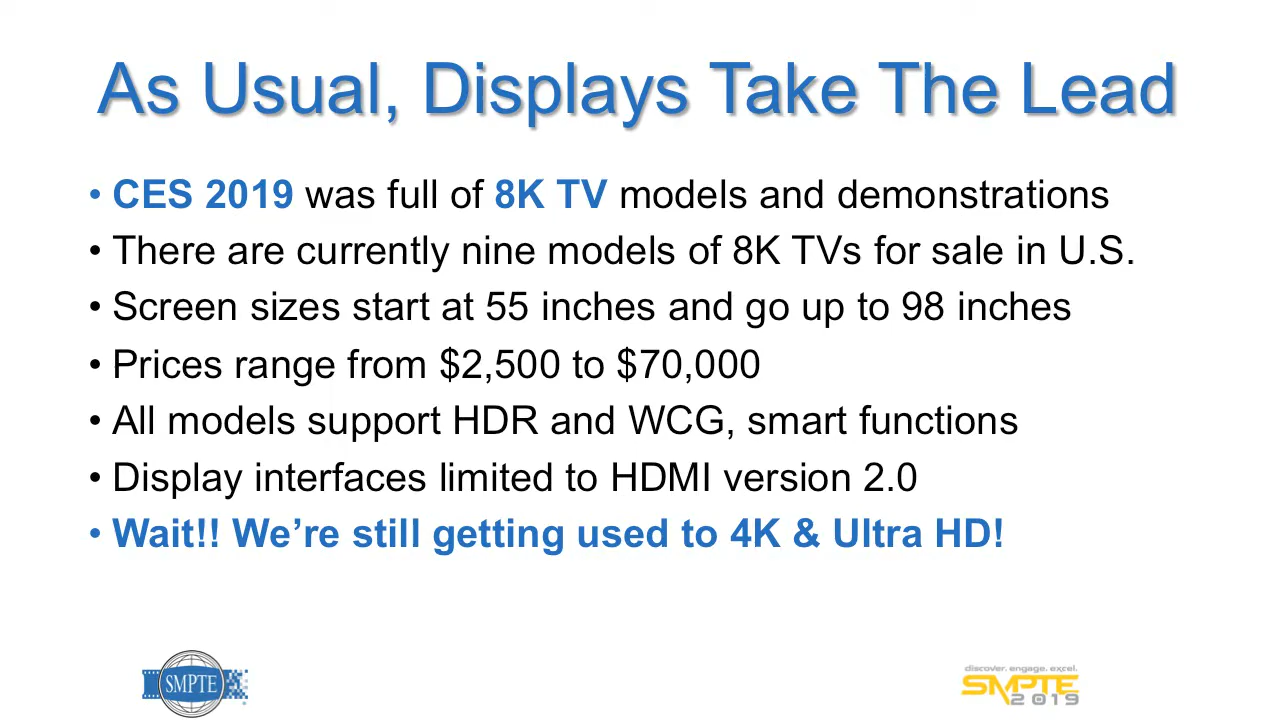 As Usual, Displays Take The Lead
• CES 2019 was full of 8K TV models and demonstrations
• There are currently nine models of 8K TVs for sale in U.S.
• Screen sizes start at 55 inches and go up to 98 inches
• Prices range from $2,500 to $70,000
• All models support HDR and WCG, smart functions
• Display interfaces limited to HDMI version 2.0
• Wait!! We’re still getting used to 4K & Ultra HD!
SMPTE
discover. engage. excel.
SMPTE
2019